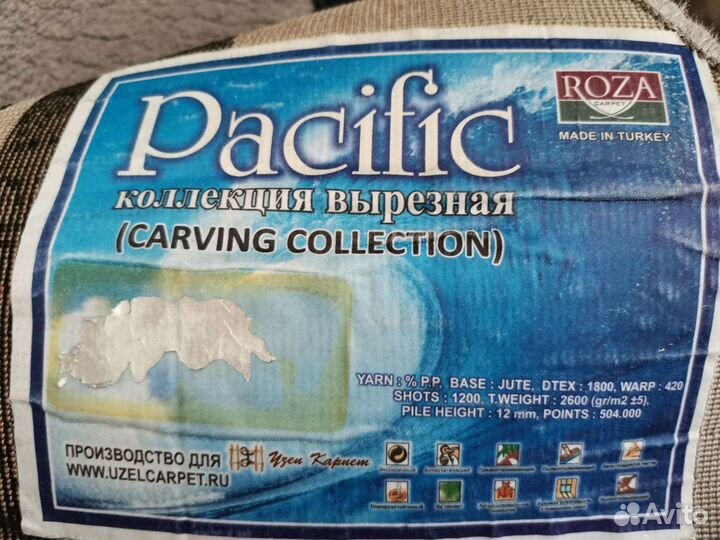 Pacific
ROZA
CARPET
MADE IN TURKEY
коллекция вырезная
(CARVING COLLECTION)
YARN : % P.P, BASE : JUTE, DTEX : 1800, WARP : 420
SHOTS : 1200, T.WEIGHT : 2600 (gr/m2 ±5).
PILE HEIGHT : 12 mm, POINTS : 504.000
ПРОИЗВОДСТВО ДЛЯ Узел Карпет
WWW.UZELCARPET.RU
Avito